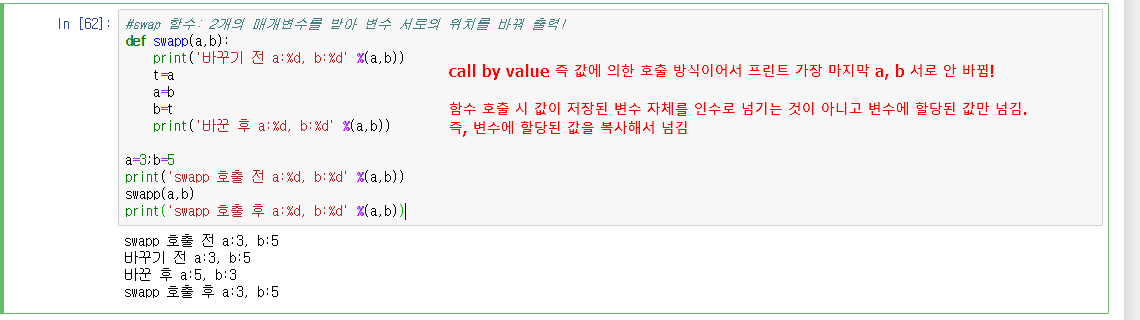 In [62]:
#swap 함수: 2개의 매개변수를 받아 변수 서로의 위치를 바꿔 출력!
def swapp(a,b):
    print('바꾸기 전 a:%d, b:%d' %(a,b))
    t=a
    a=b
    b=t
    print('바꾼 후 a:%d, b:%d' %(a,b))
call by value 즉 값에 의한 호출 방식이어서 프린트 가장 마지막 a, b 서로 안 바뀜!
함수 호출 시 값이 저장된 변수 자체를 인수로 넘기는 것이 아니고 변수에 할당된 값만 넘김.
즉, 변수에 할당된 값을 복사해서 넘김
a=3;b=5
print('swapp 호출 전 a:%d, b:%d' %(a,b))
swapp(a,b)
print('swapp 호출 후 a:%d, b:%d' %(a,b))
swapp 호출 전 a:3, b:5
바꾸기 전 a:3, b:5
바꾼 후 a:5, b:3
swapp 호출 후 a:3, b:5